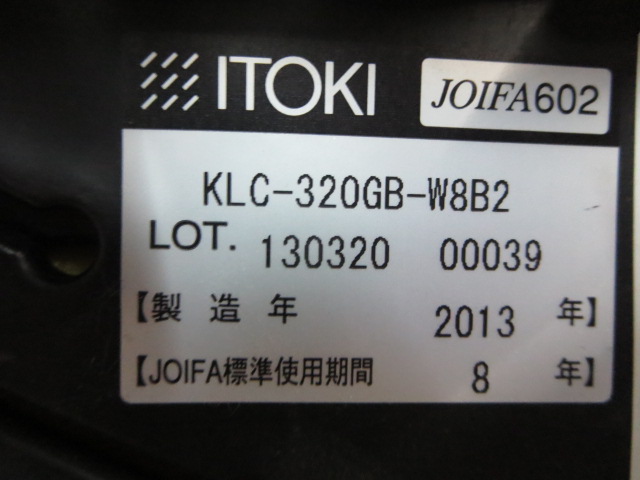 ITOKI JOIFA602
KLC-320GB-W8B2
LOT. 130320 00039
【製造年 2013 年】
【JOIFA標準使用期間 8 年】